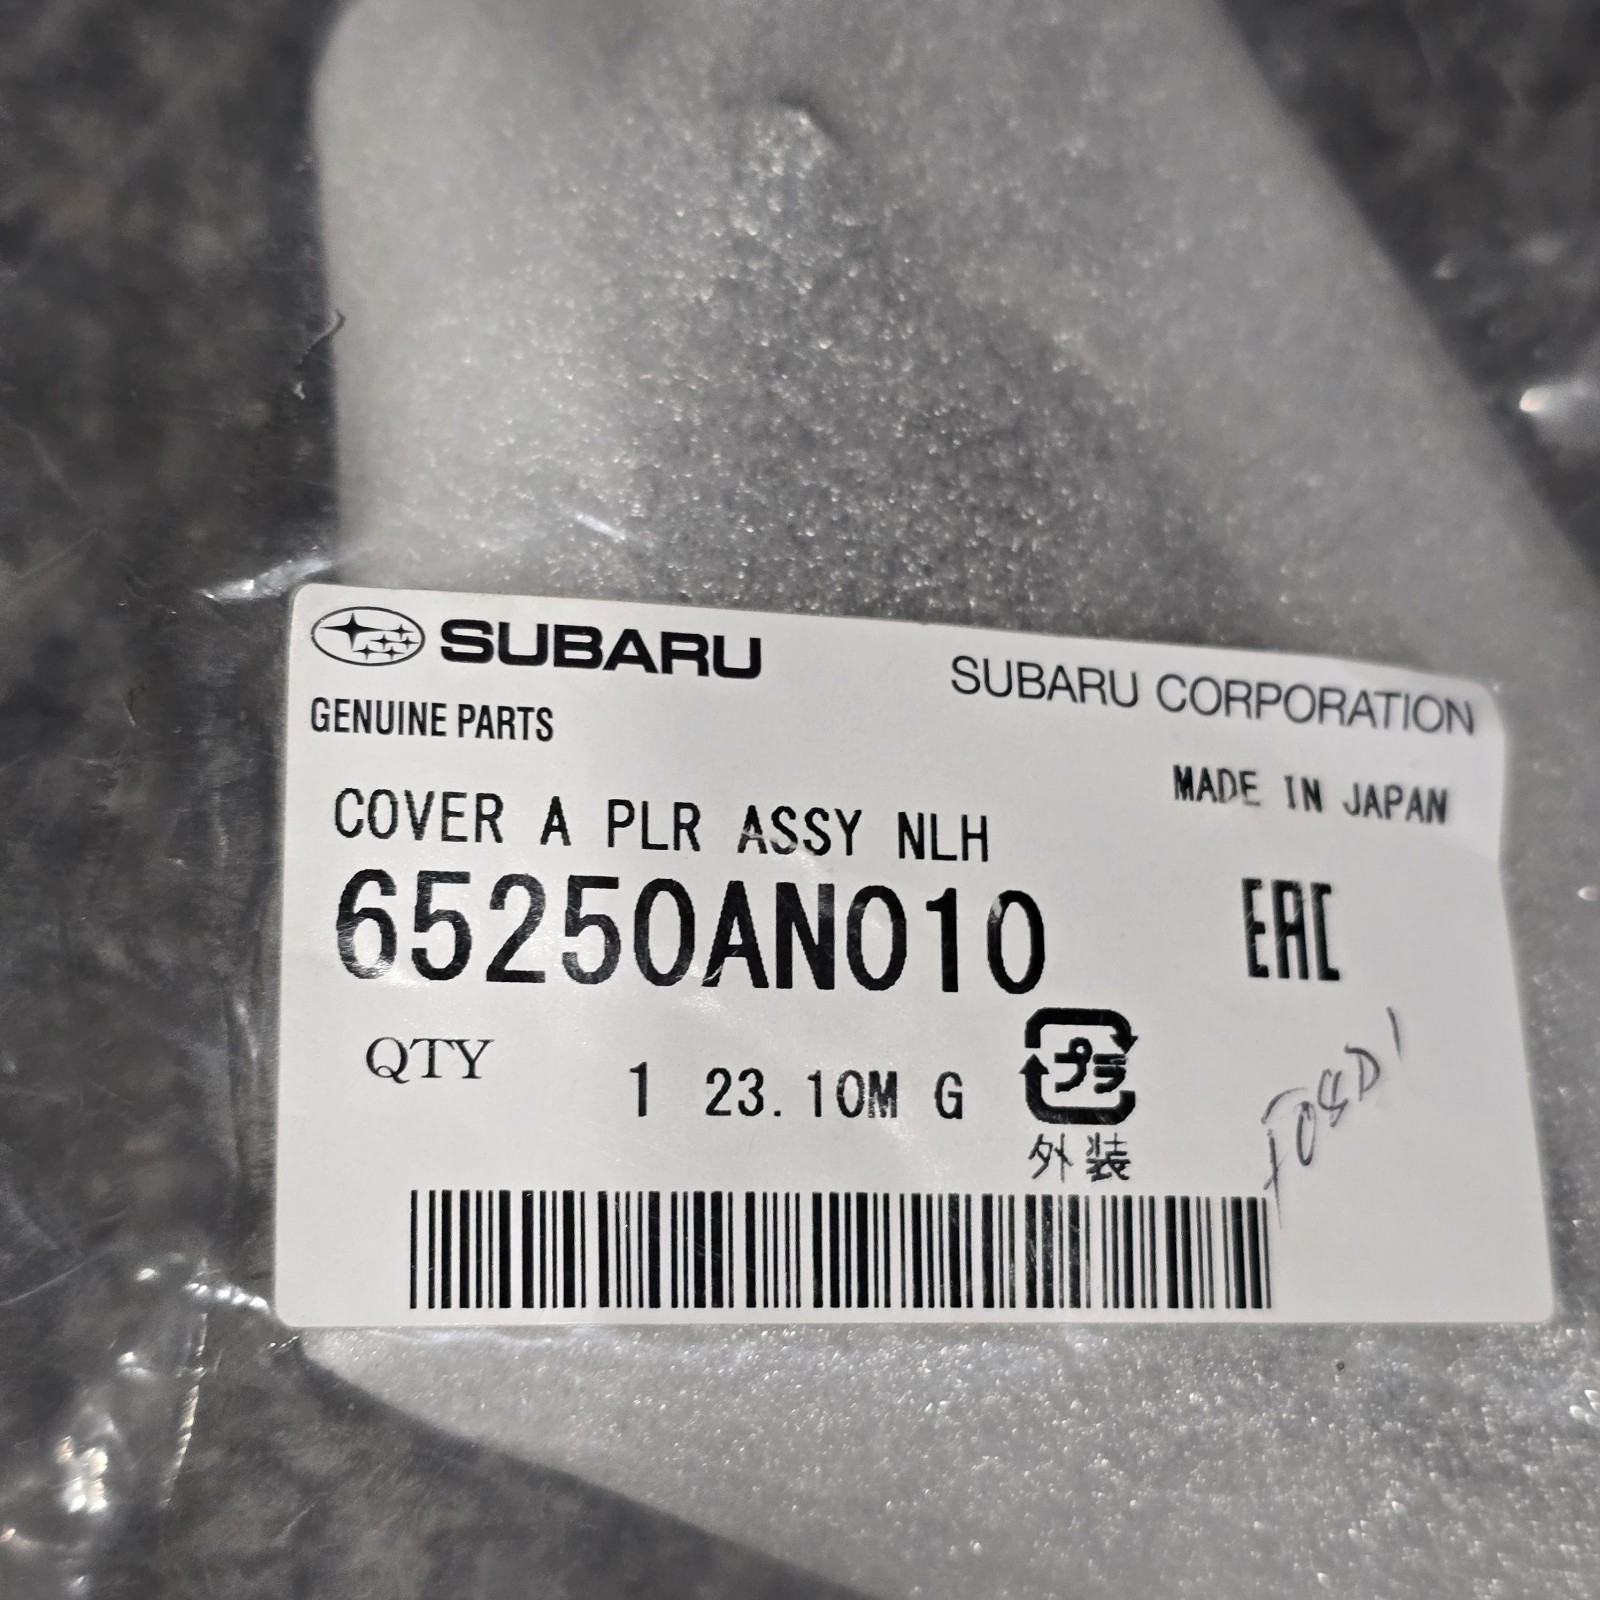 SUBARU
SUBARU CORPORATION
GENUINE PARTS
MADE IN JAPAN
COVER A PLR ASSY NLH
65250AN010
EAC
QTY 1 23.10M G
プラ
外装